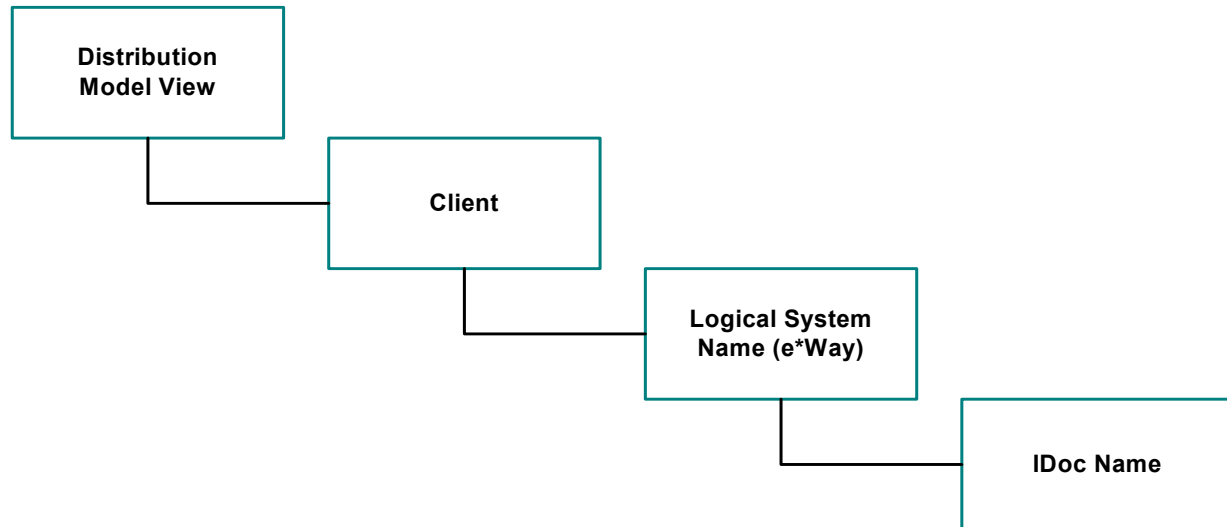 Distribution
Model View
Client
Logical System
Name (e*Way)
IDoc Name